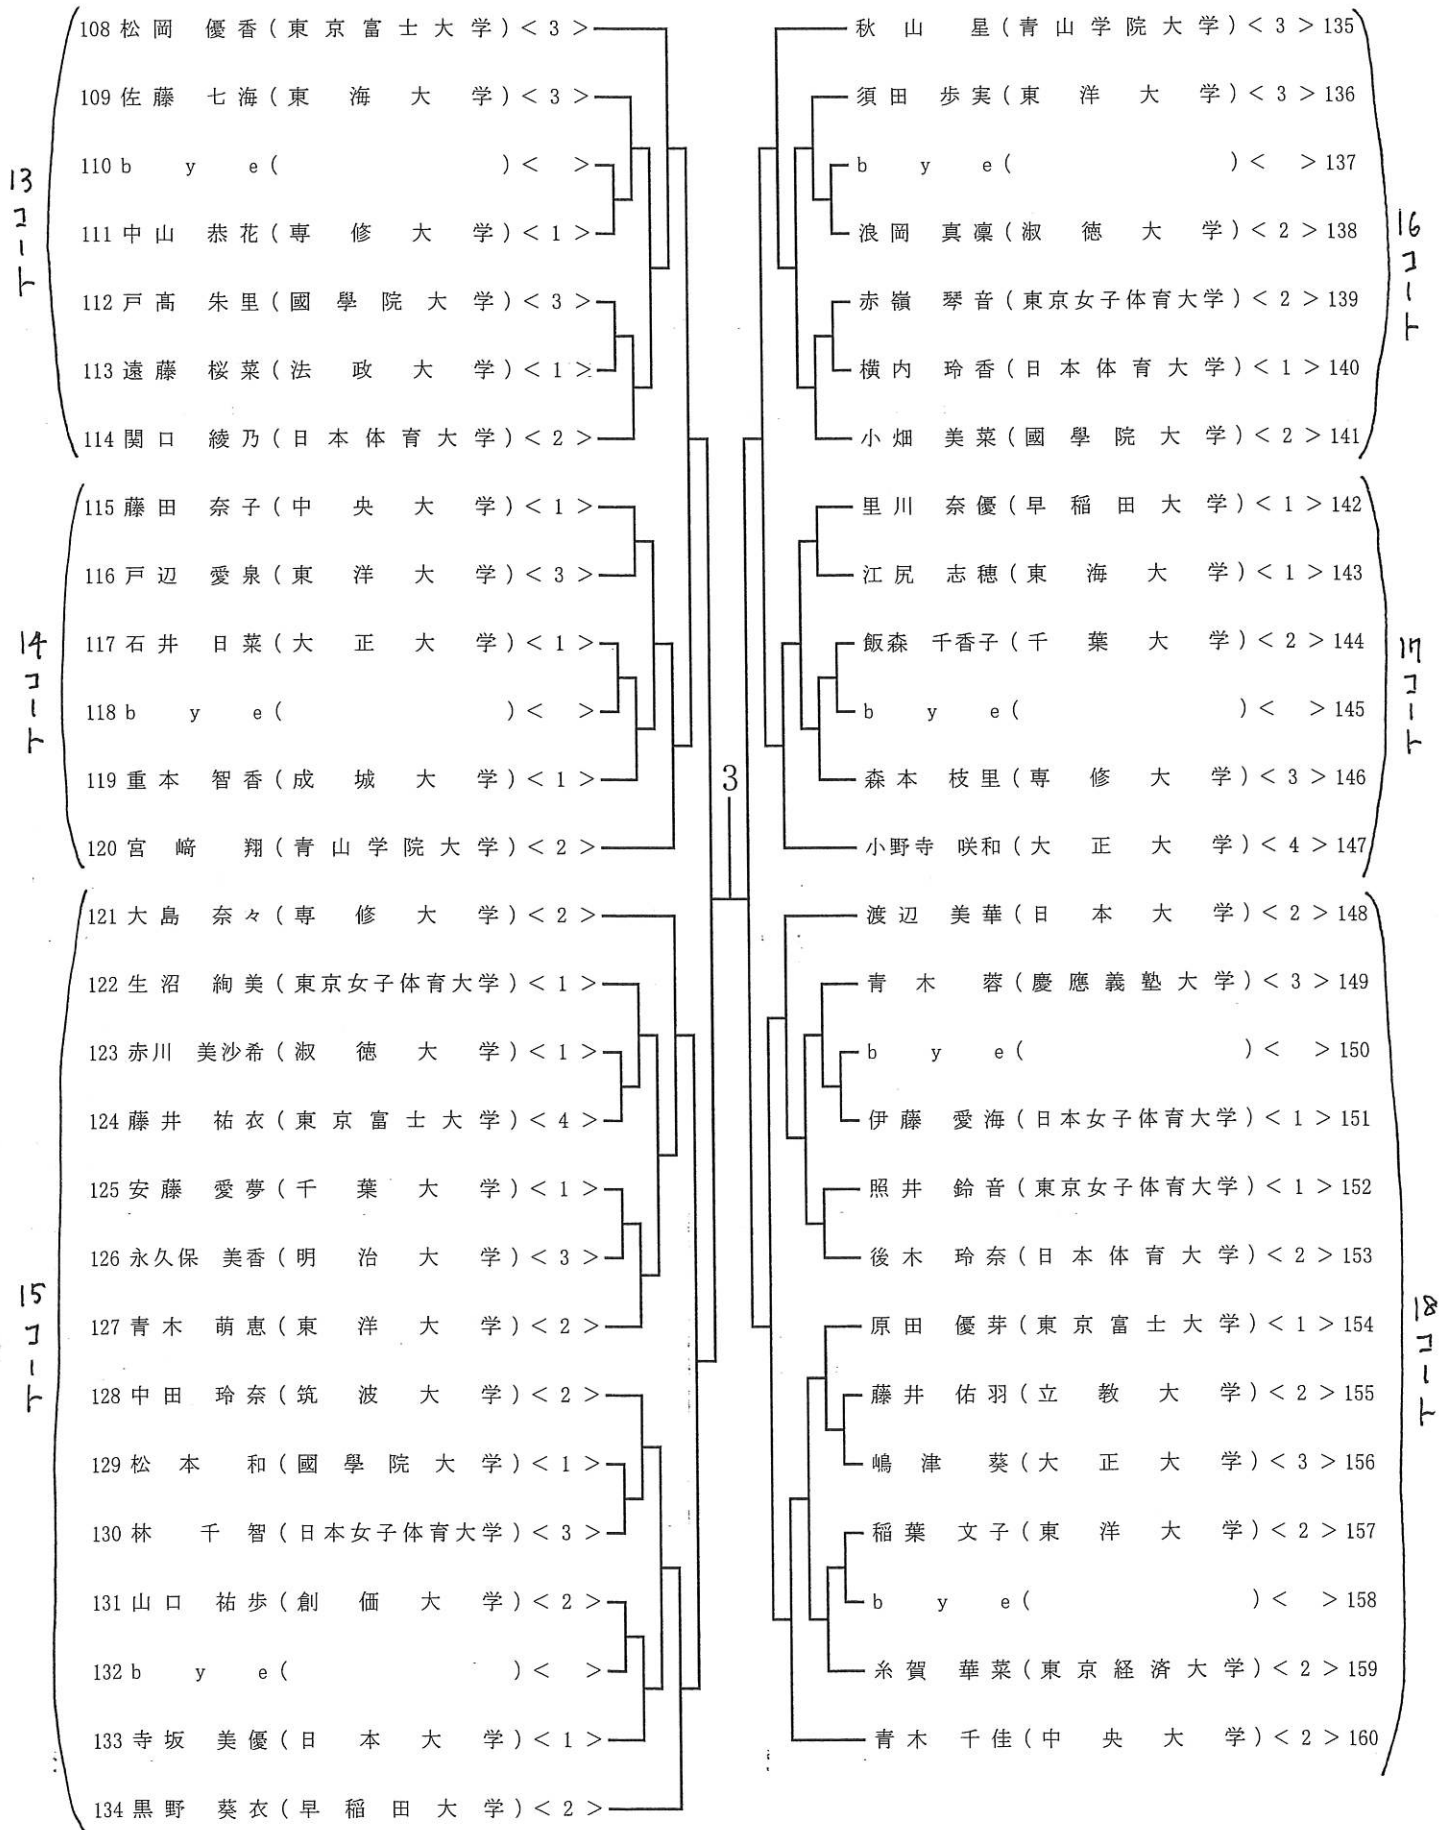 13コート
108 松岡 優香 (東京富士大学) < 3 >
109 佐藤 七海 (東海大学) < 3 >
110 bye ( ) < >
111 中山 恭花 (専修大学) < 1 >
112 戸髙 朱里 (國學院大学) < 3 >
113 遠藤 桜菜 (法政大学) < 1 >
114 関口 綾乃 (日本体育大学) < 2 >
14コート
115 藤田 奈子 (中央大学) < 1 >
116 戸辺 愛泉 (東洋大学) < 3 >
117 石井 日菜 (大正大学) < 1 >
118 bye ( ) < >
119 重本 智香 (成城大学) < 1 >
120 宮﨑 翔 (青山学院大学) < 2 >
15コート
121 大島 奈々 (専修大学) < 2 >
122 生沼 絢美 (東京女子体育大学) < 1 >
123 赤川 美沙希 (淑徳大学) < 1 >
124 藤井 祐衣 (東京富士大学) < 4 >
125 安藤 愛夢 (千葉大学) < 1 >
126 永久保 美香 (明治大学) < 3 >
127 青木 萌恵 (東洋大学) < 2 >
128 中田 玲奈 (筑波大学) < 2 >
129 松本 和 (國學院大学) < 1 >
130 林 千智 (日本女子体育大学) < 3 >
131 山口 祐歩 (創価大学) < 2 >
132 bye ( ) < >
133 寺坂 美優 (日本大学) < 1 >
134 黒野 葵衣 (早稲田大学) < 2 >
3
16コート
秋山 星 (青山学院大学) < 3 > 135
須田 歩実 (東洋大学) < 3 > 136
bye ( ) < > 137
浪岡 真凜 (淑徳大学) < 2 > 138
赤嶺 琴音 (東京女子体育大学) < 2 > 139
横内 玲香 (日本体育大学) < 1 > 140
小畑 美菜 (國學院大学) < 2 > 141
17コート
里川 奈優 (早稲田大学) < 1 > 142
江尻 志穂 (東海大学) < 1 > 143
飯森 千香子 (千葉大学) < 2 > 144
bye ( ) < > 145
森本 枝里 (専修大学) < 3 > 146
小野寺 咲和 (大正大学) < 4 > 147
18コート
渡辺 美華 (日本大学) < 2 > 148
青木 蓉 (慶應義塾大学) < 3 > 149
bye ( ) < > 150
伊藤 愛海 (日本女子体育大学) < 1 > 151
照井 鈴音 (東京女子体育大学) < 1 > 152
後木 玲奈 (日本体育大学) < 2 > 153
原田 優芽 (東京富士大学) < 1 > 154
藤井 佑羽 (立教大学) < 2 > 155
嶋津 葵 (大正大学) < 3 > 156
稲葉 文子 (東洋大学) < 2 > 157
bye ( ) < > 158
糸賀 華菜 (東京経済大学) < 2 > 159
青木 千佳 (中央大学) < 2 > 160